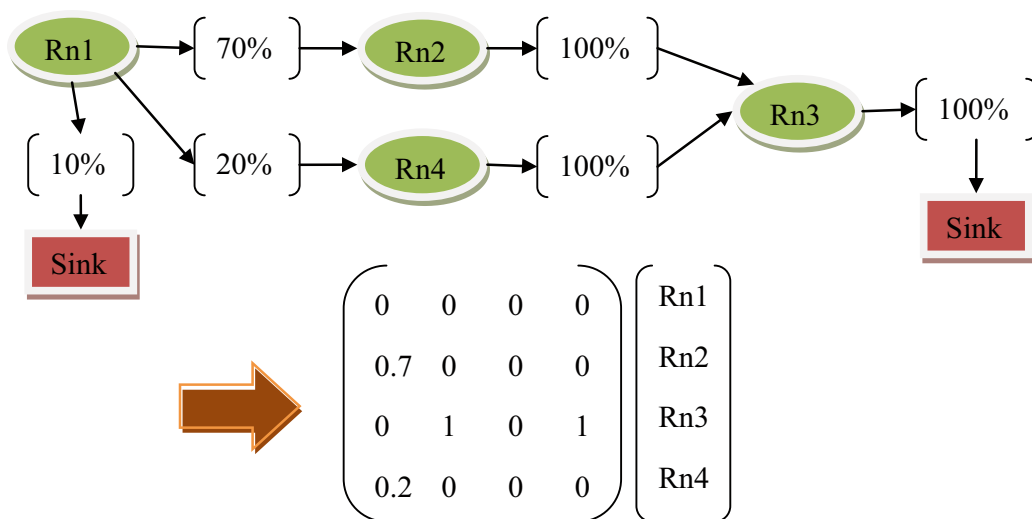 Rn1 70% Rn2 100%
Rn3 100%
10% 20% Rn4 100%
Sink Sink
0 0 0 0 Rn1
0.7 0 0 0 Rn2
0 1 0 1 Rn3
0.2 0 0 0 Rn4